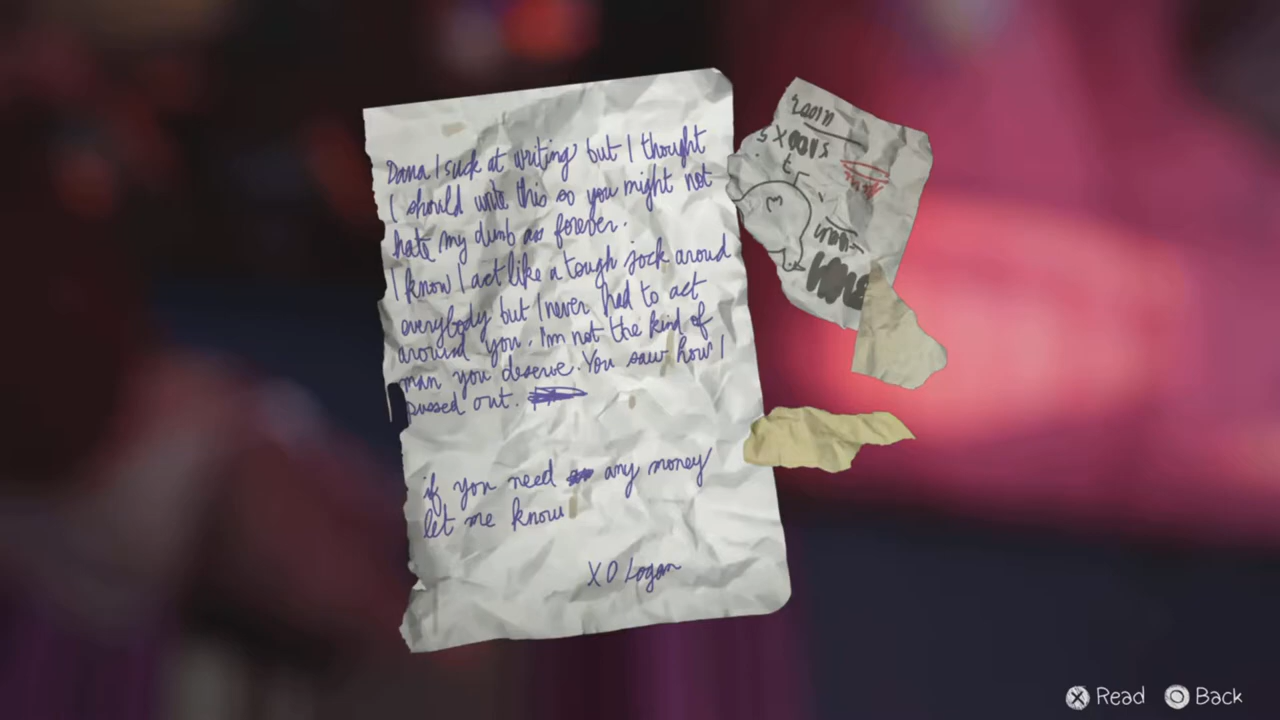 Dana I suck at writing but I thought
I should write this so you might not
hate my dumb ass forever.
I know I act like a tough jock aroud
everybody but I never had to act
around you. I'm not the kind of
man you deserve. You saw how I
pussed out.
if you need any money
let me know
XO Logan
Read
Back